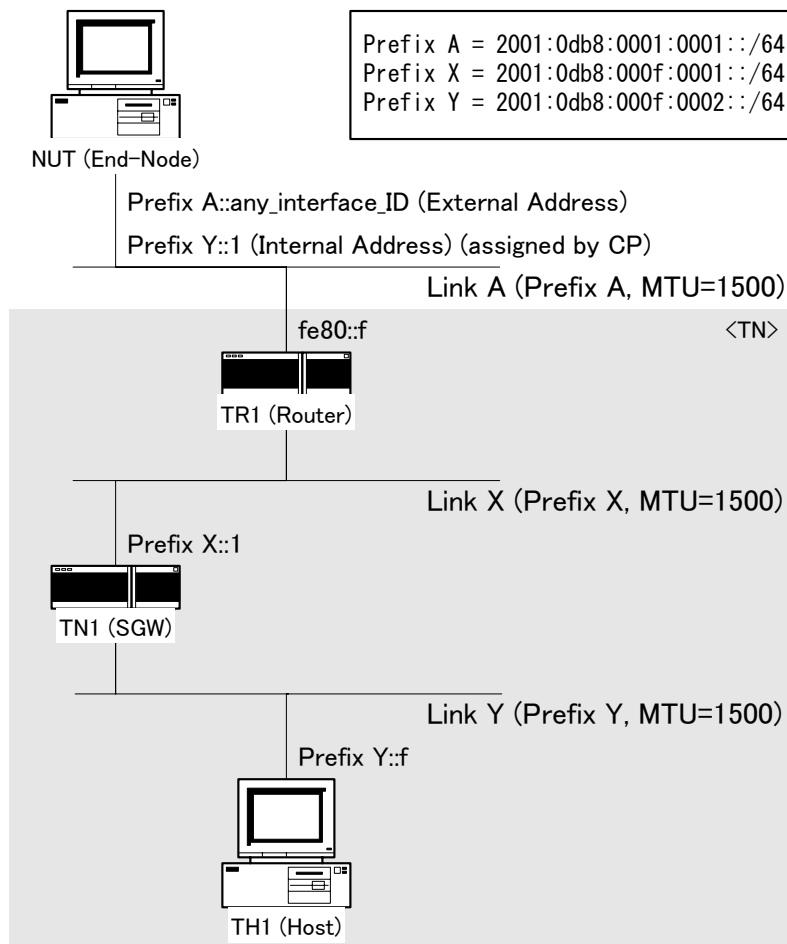 Prefix A = 2001:0db8:0001:0001::/64
Prefix X = 2001:0db8:000f:0001::/64
Prefix Y = 2001:0db8:000f:0002::/64
NUT (End-Node)
Prefix A::any_interface_ID (External Address)
Prefix Y::1 (Internal Address) (assigned by CP)
Link A (Prefix A, MTU=1500)
fe80::f
<TN>
TR1 (Router)
Link X (Prefix X, MTU=1500)
Prefix X::1
TN1 (SGW)
Link Y (Prefix Y, MTU=1500)
Prefix Y::f
TH1 (Host)